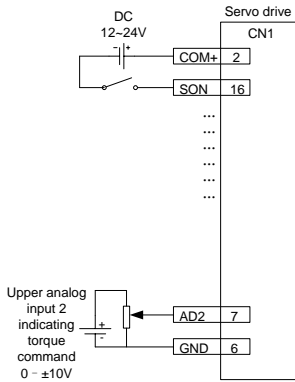 DC
12~24V
Servo drive
CN1
- +
COM+ 2
SON 16
...
...
...
...
...
...
Upper analog
input 2
indicating
torque
command
0 - ±10V
+
AD2 7
GND 6